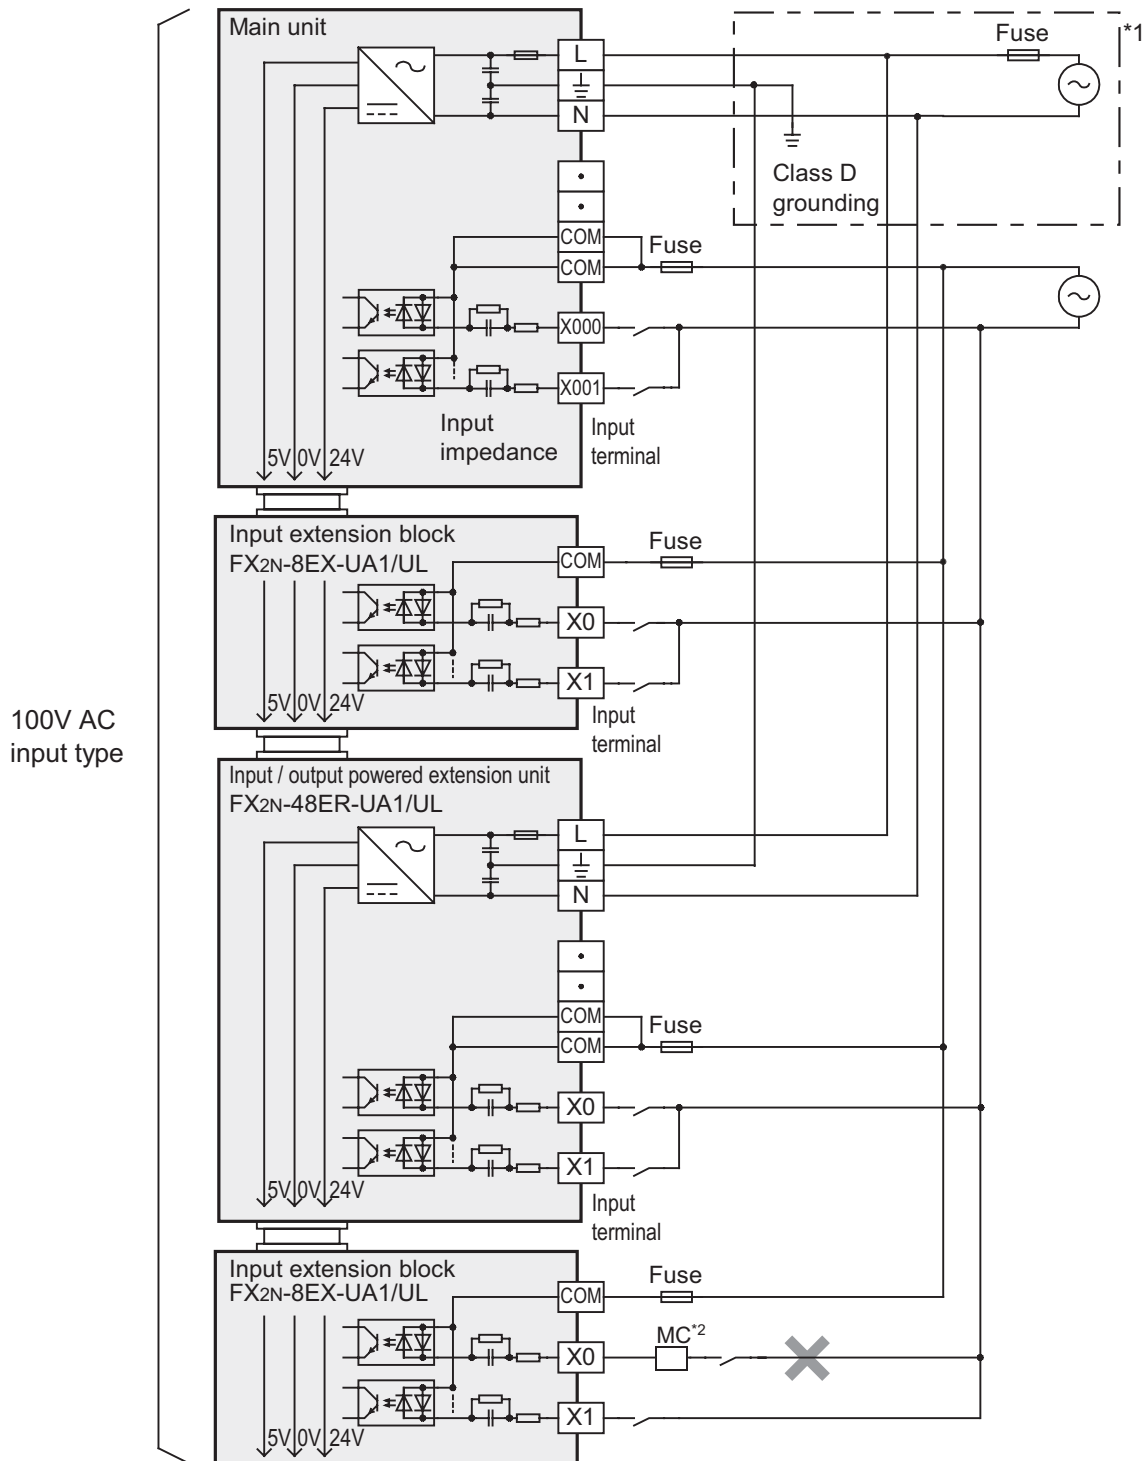 Main unit
L
N
Fuse
*1
Class D
grounding
COM
COM
Fuse
X000
X001
Input
impedance
Input
terminal
5V 0V 24V
Input extension block
FX2N-8EX-UA1/UL
COM
Fuse
X0
X1
5V 0V 24V
Input
terminal
100V AC
input type
Input / output powered extension unit
FX2N-48ER-UA1/UL
L
N
COM
COM
Fuse
X0
X1
5V 0V 24V
Input
terminal
Input extension block
FX2N-8EX-UA1/UL
COM
Fuse
MC*2
X0
X1
5V 0V 24V